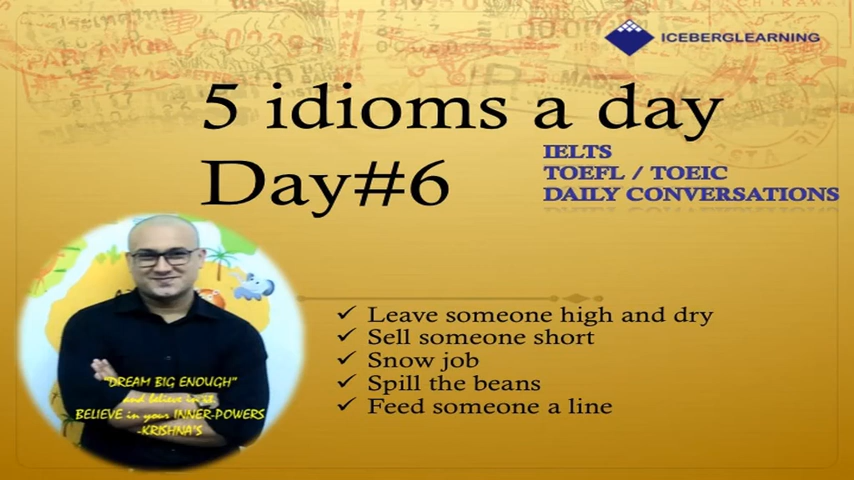 ICEBERGLEARNING
5 idioms a day
Day#6
IELTS
TOEFL / TOEIC
DAILY CONVERSATIONS
Leave someone high and dry
Sell someone short
Snow job
Spill the beans
Feed someone a line
"DREAM BIG ENOUGH"
and believe in it.
BELIEVE in your INNER-POWERS
-KRISHNA'S
PAR AVION